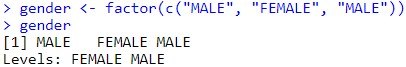 > gender <- factor(c("MALE", "FEMALE", "MALE"))
> gender
[1] MALE   FEMALE MALE
Levels: FEMALE MALE